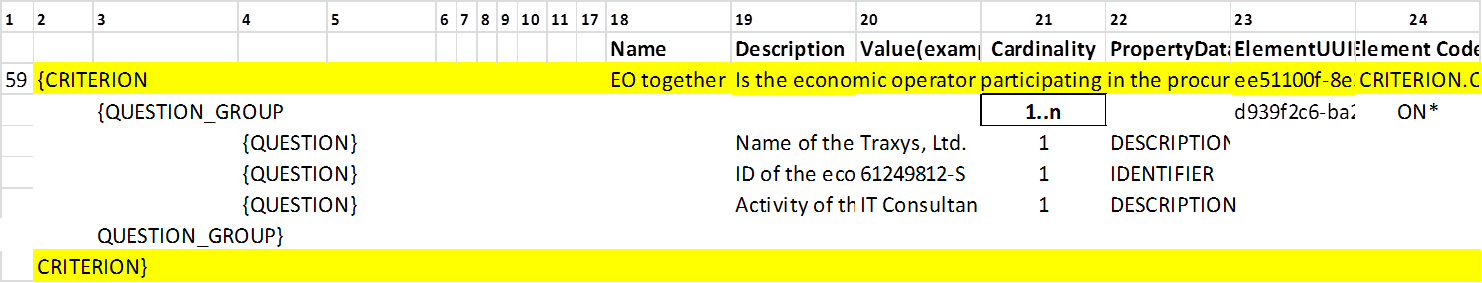 1 2 3 4 5 6 7 8 9 10 11 17 18 19 20 21 22 23 24
Name Description Value(examp Cardinality PropertyData ElementUUI Element Code
59 {CRITERION EO together Is the economic operator participating in the procur ee51100f-8e CRITERION.C
{QUESTION_GROUP 1..n d939f2c6-ba2 ON*
{QUESTION} Name of the Traxys, Ltd. 1 DESCRIPTION
{QUESTION} ID of the eco 61249812-S 1 IDENTIFIER
{QUESTION} Activity of th IT Consultan 1 DESCRIPTION
QUESTION_GROUP}
CRITERION}